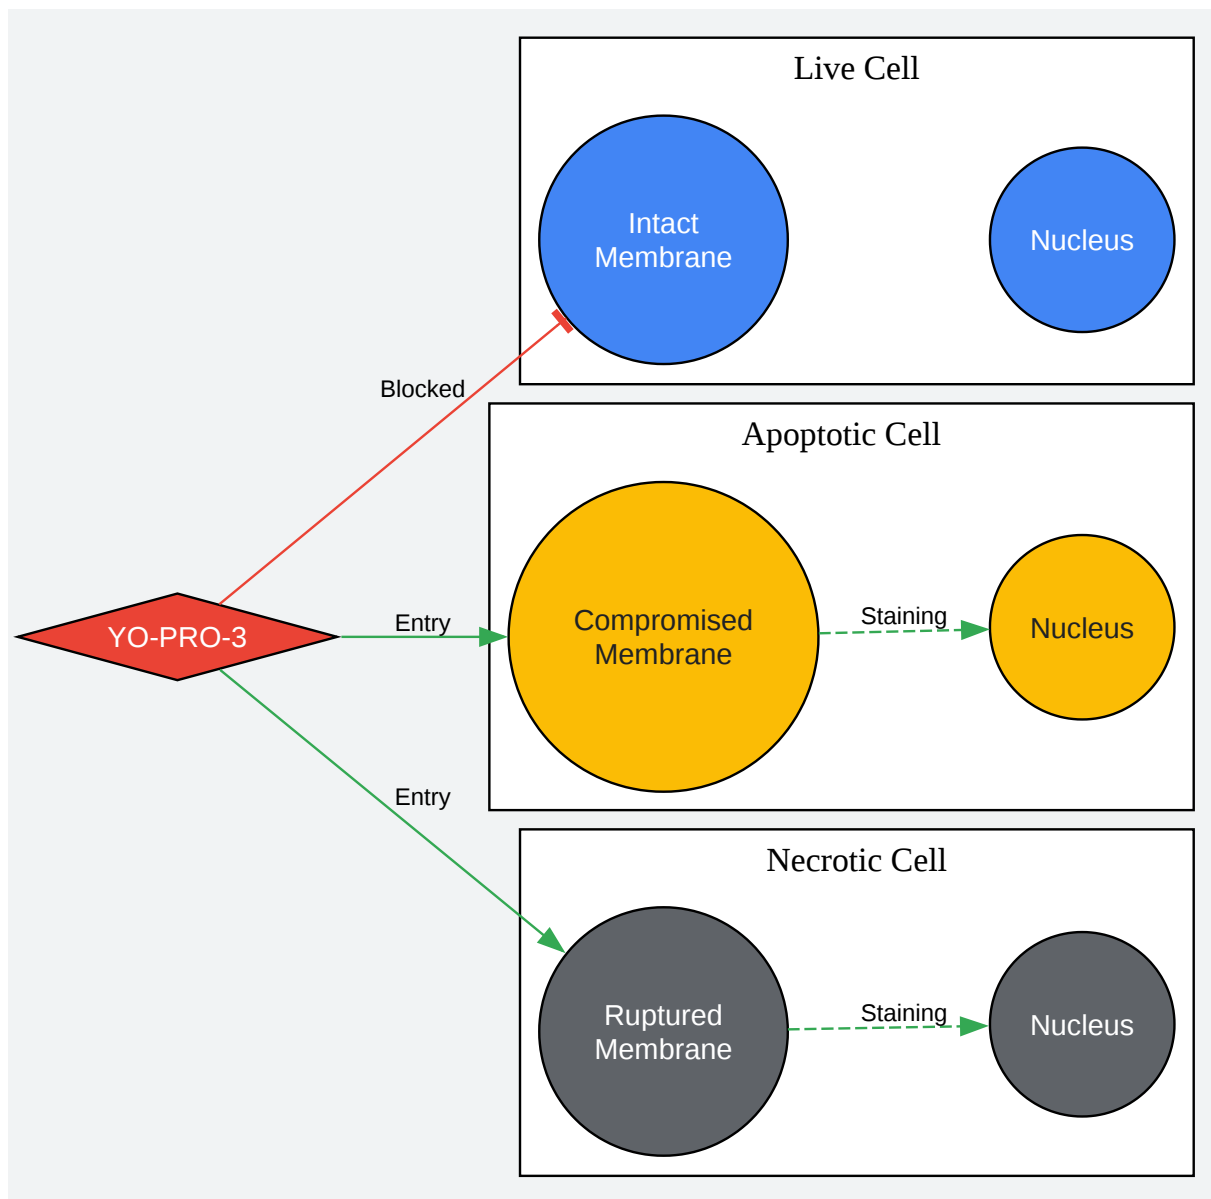 Live Cell
Intact
Membrane
Nucleus
Blocked
Apoptotic Cell
Compromised
Membrane
Staining
Nucleus
YO-PRO-3
Entry
Entry
Necrotic Cell
Ruptured
Membrane
Staining
Nucleus